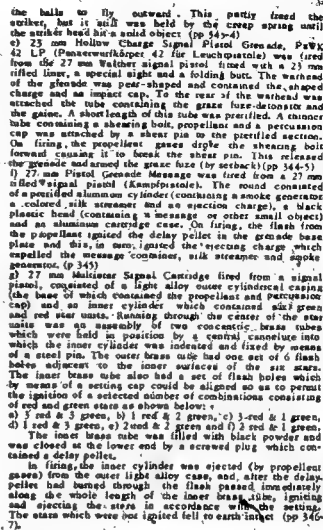 the balls to fly outward. This partly freed the
striker, but it still was held by the creep spring until
the striker head hit a solid object (pp 343-4)
e) 23 mm Hollow Charge Signal Pistol Grenade,
42 LP (Panzerwurfkörper 42 für Leuchtpistole) was fired
from the 27 mm Walther signal pistol fitted with a 23 mm
rifled liner, a special sight and a folding butt. The warhead
of the grenade was pear-shaped and contained the shaped
charge and an impact cap. To the rear of the warhead was
attached the tube containing the graze fuze-detonator and
the gaine. A short length of this tube was prerifled. A thinner
tube containing a shearing bolt, propellent and a percussion
cap was attached by a shear pin to the prerifled section.
On firing, the propellent gases drove the shearing bolt
forward causing it to break the shear pin. This released
the grenade and armed the graze fuze (by setback) (pp 344-5)
f) 27 mm Pistol Grenade Message was fired from a 27 mm
rifled signal pistol (Kampfpistole). The round consisted
of a prerifled aluminum cylinder (containing a smoke generator
a colored silk streamer and an ejection charge), a black
plastic head (containing a message or other small object)
and an aluminum cartridge case. On firing, the flash from
the propellent ignited the delay pellet in the grenade base
plate and this, in turn, ignited the ejecting charge which
expelled the message container, silk streamer and smoke
generator. (p 345)
g) 27 mm Multistar Signal Cartridge fired from a signal
pistol, consisted of a light alloy outer cylindrical casing
(the base of which contained the propellent and percussion
cap) and an inner cylinder which contained six green
and red star units. Running through the center of the star
units was an assembly of two concentric brass tubes
which were held in position by a central cannelure into
which the inner cylinder was indented and fixed by means
of a steel pin. The outer brass tube had one set of 6 flash
holes adjacent to the inner surfaces of the six stars.
The inner brass tube also had a set of flash holes which
by means of a setting cap could be aligned so as to permit
the ignition of a selected number of combinations consisting
of red and green stars as shown below:
a) 3 red & 3 green, b) 1 red & 2 green, c) 3 red & 1 green,
d) 1 red & 3 green, e) 2 red & 2 green and f) 2 red & 1 green.
The inner brass tube was filled with black powder and
was closed at the lower end by a screwed plug which con-
tained a delay pellet.
In firing, the inner cylinder was ejected (by propellent
gases) from the outer light alloy case, and, after the delay
pellet had burned through the flash passed immediately
along the whole length of the inner brass tube, igniting
and ejecting the stars in accordance with the setting.
The stars which were not ignited fell to earth intact (pp 346-
7).